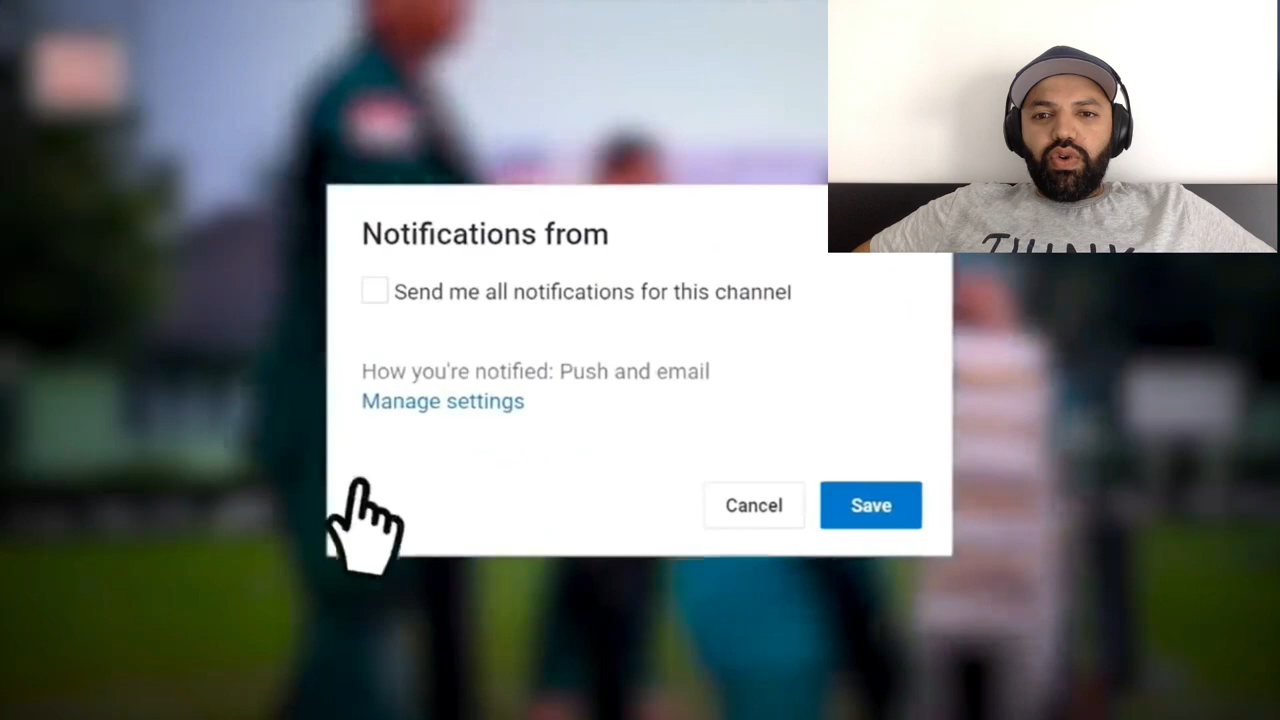 Notifications from
Send me all notifications for this channel
How you're notified: Push and email
Manage settings
Cancel
Save
THINK